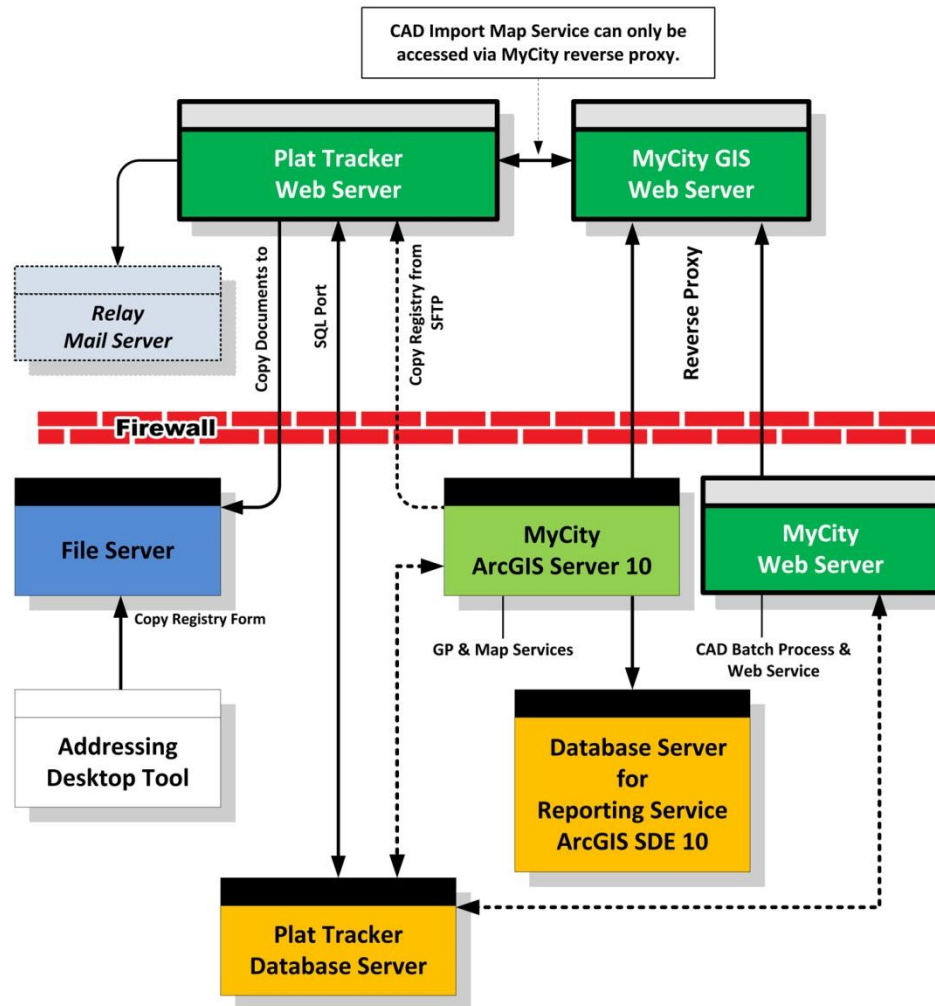 CAD Import Map Service can only be
accessed via MyCity reverse proxy.
Plat Tracker
Web Server
MyCity GIS
Web Server
Relay
Mail Server
Copy Documents to
SQL Port
Copy Registry from
SFTP
Reverse Proxy
Firewall
File Server
MyCity
ArcGIS Server 10
MyCity
Web Server
Copy Registry Form
GP & Map Services
CAD Batch Process &
Web Service
Addressing
Desktop Tool
Database Server
for
Reporting Service
ArcGIS SDE 10
Plat Tracker
Database Server